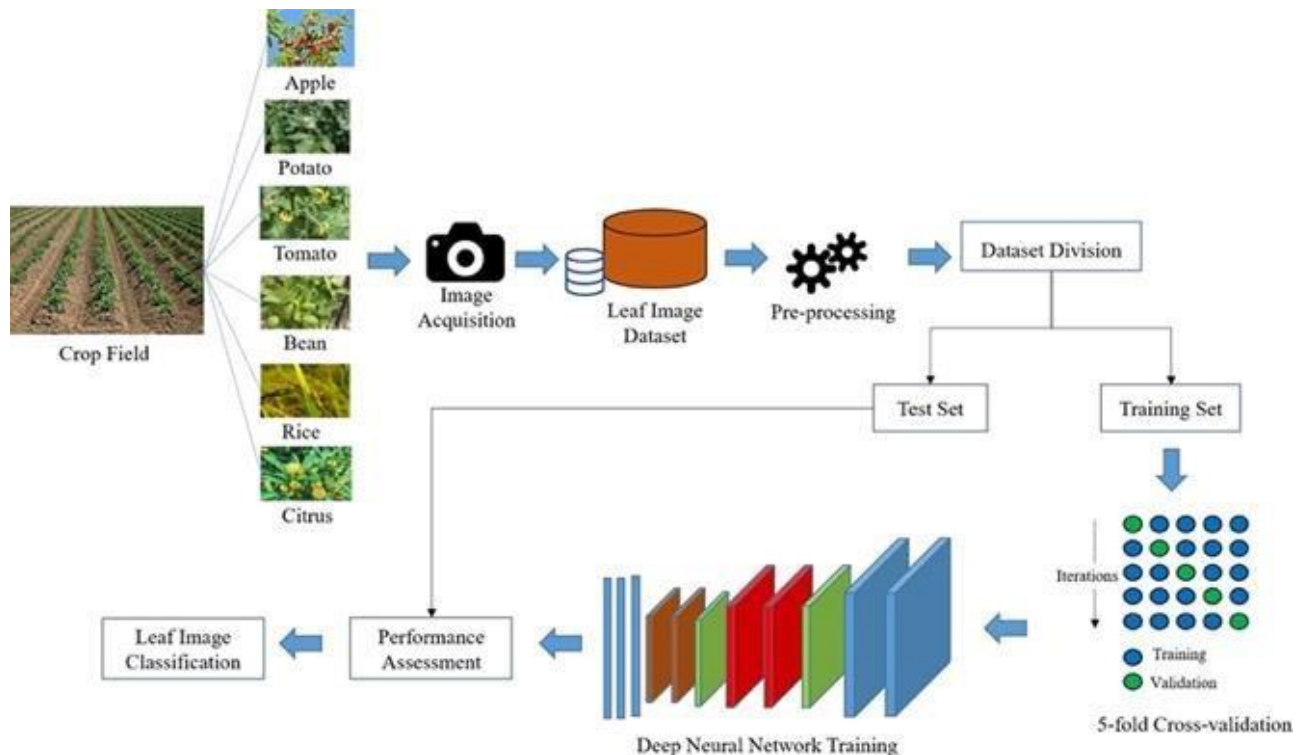 Apple
Potato
Tomato
Bean
Rice
Citrus
Crop Field
Image
Acquisition
Leaf Image
Dataset
Pre-processing
Dataset Division
Test Set
Training Set
Iterations
Training
Validation
5-fold Cross-validation
Deep Neural Network Training
Performance
Assessment
Leaf Image
Classification